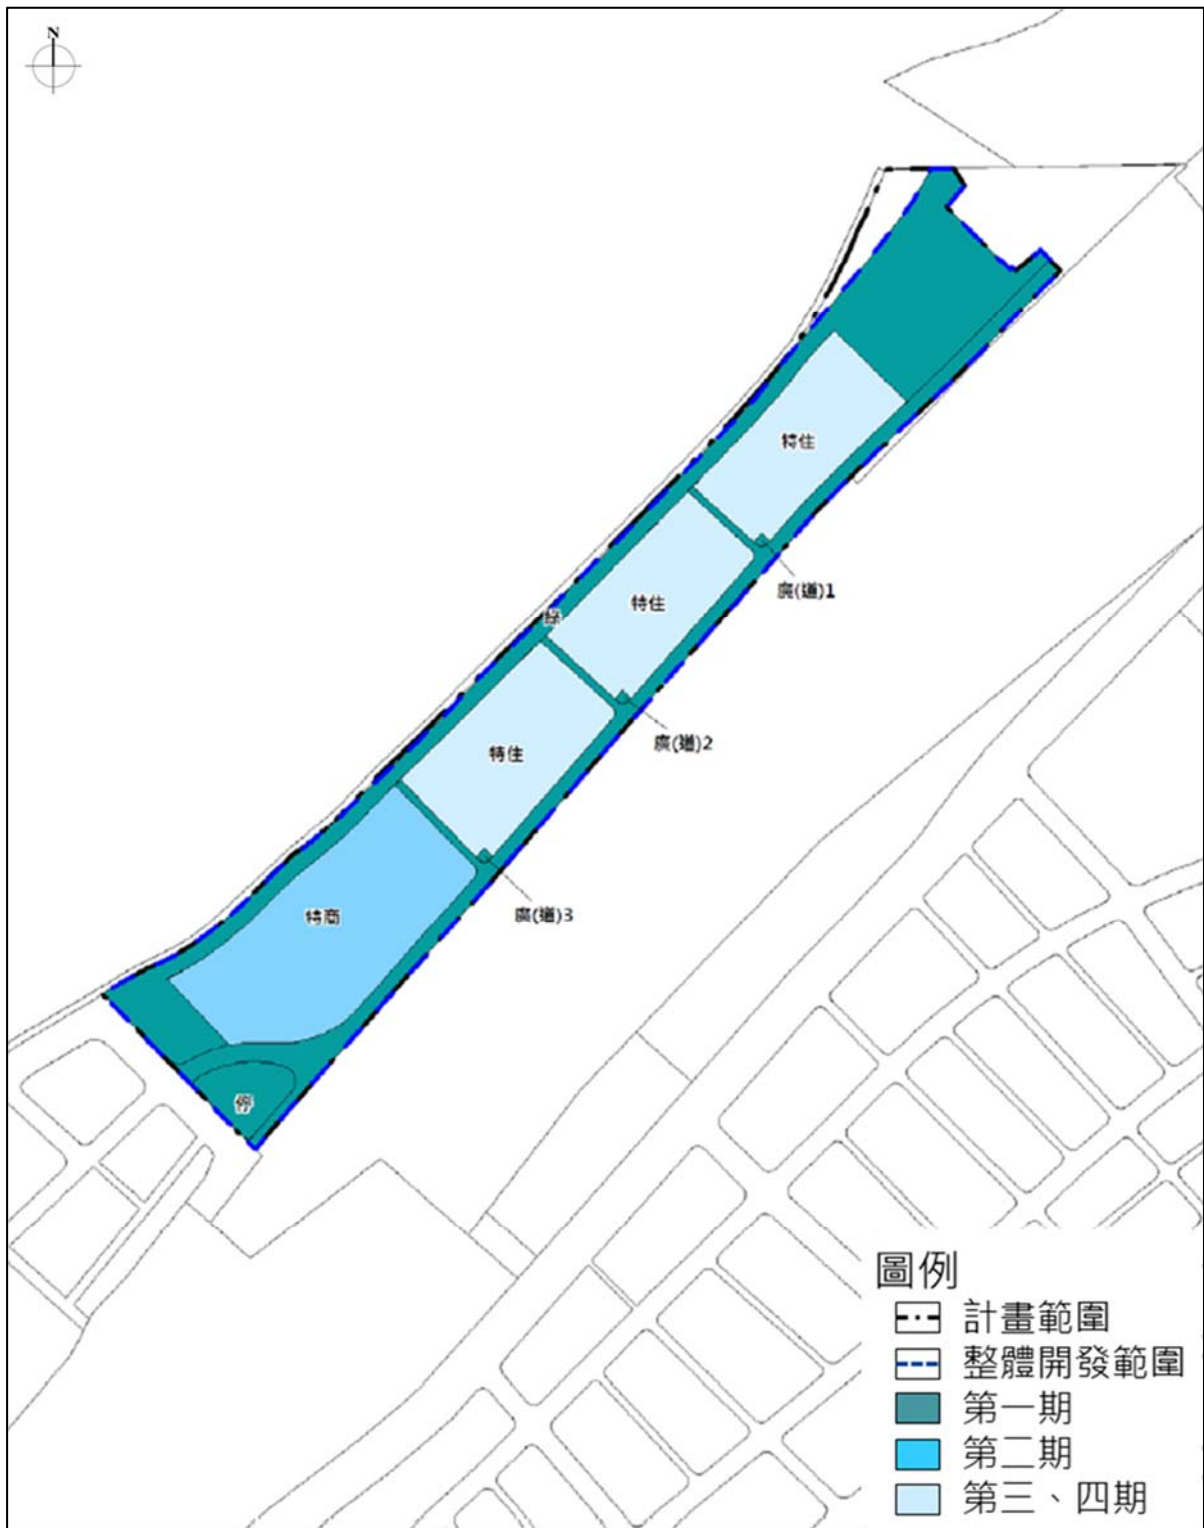 N
特住
廣(道)1
特住
綠
廣(道)2
特住
廣(道)3
特商
停
圖例
計畫範圍
整體開發範圍
第一期
第二期
第三、四期